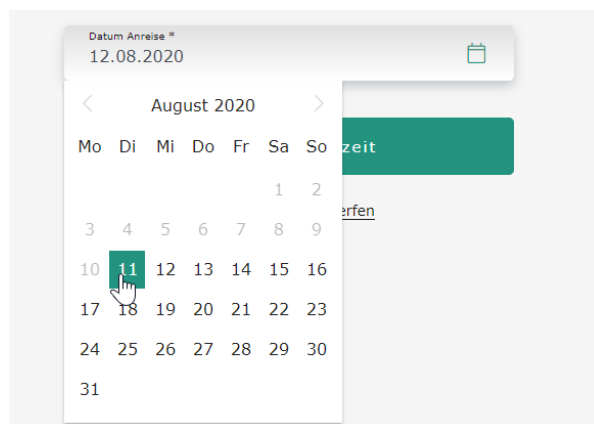 Datum Anreise *
12.08.2020
August 2020
Mo Di Mi Do Fr Sa So
1 2
3 4 5 6 7 8 9
10 11 12 13 14 15 16
17 18 19 20 21 22 23
24 25 26 27 28 29 30
31
zeit
erfen